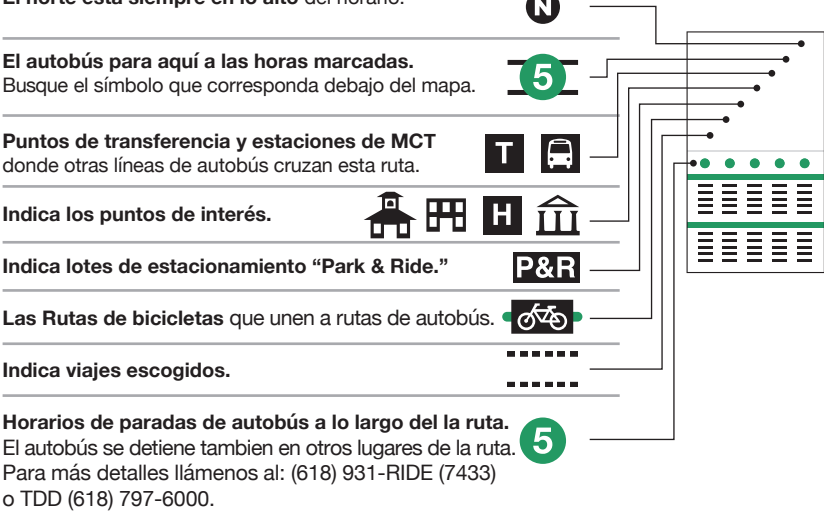 El norte está siempre en lo alto del horario.
N
El autobús para aquí a las horas marcadas.
Busque el símbolo que corresponda debajo del mapa.
5
Puntos de transferencia y estaciones de MCT
donde otras líneas de autobús cruzan esta ruta.
T
Indica los puntos de interés.
H
Indica lotes de estacionamiento “Park & Ride.”
P&R
Las Rutas de bicicletas que unen a rutas de autobús.
Indica viajes escogidos.
Horarios de paradas de autobús a lo largo del la ruta.
El autobús se detiene tambien en otros lugares de la ruta.
5
Para más detalles llámenos al: (618) 931-RIDE (7433)
o TDD (618) 797-6000.